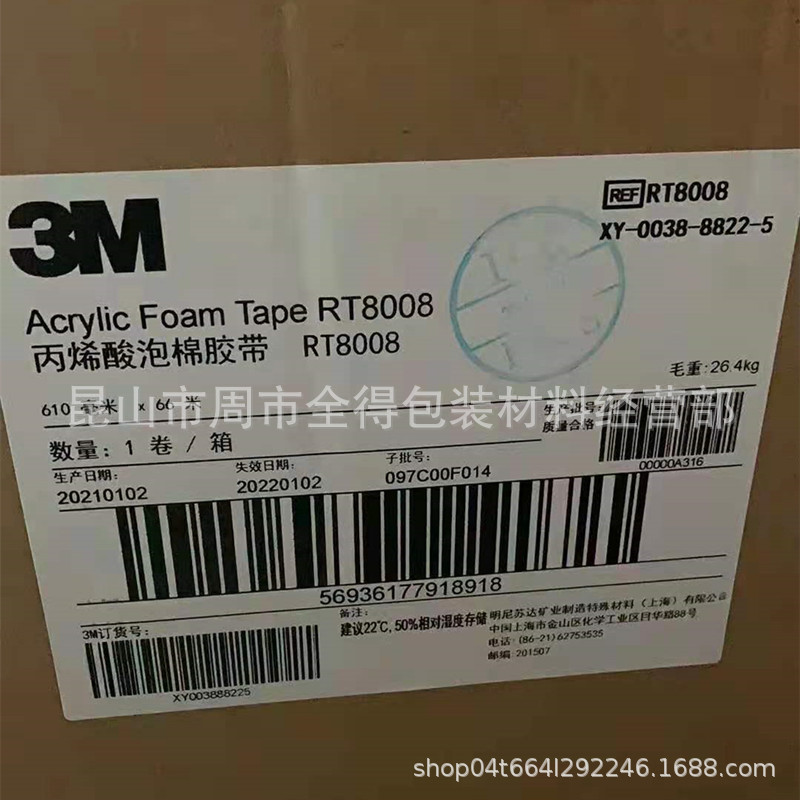 3M
REF RT8008
XY-0038-8822-5
Acrylic Foam Tape RT8008
丙烯酸泡棉胶带 RT8008
毛重:26.4kg
610 毫米 x 66 米
昆山市周市全得包装材料经营部
数量: 1 卷 / 箱
生产批号:
质量合格
00000A316
生产日期: 失效日期: 子批号:
20210102 20220102 097C00F014
56936177918918
3M订货号:
XY003888225
备注:
建议22℃, 50%相对湿度存储
明尼苏达矿业制造特殊材料(上海)有限公司
中国上海市金山区化学工业区目华路88号
电话: (86-21)62753535
邮编: 201507
shop04t664l292246.1688.com